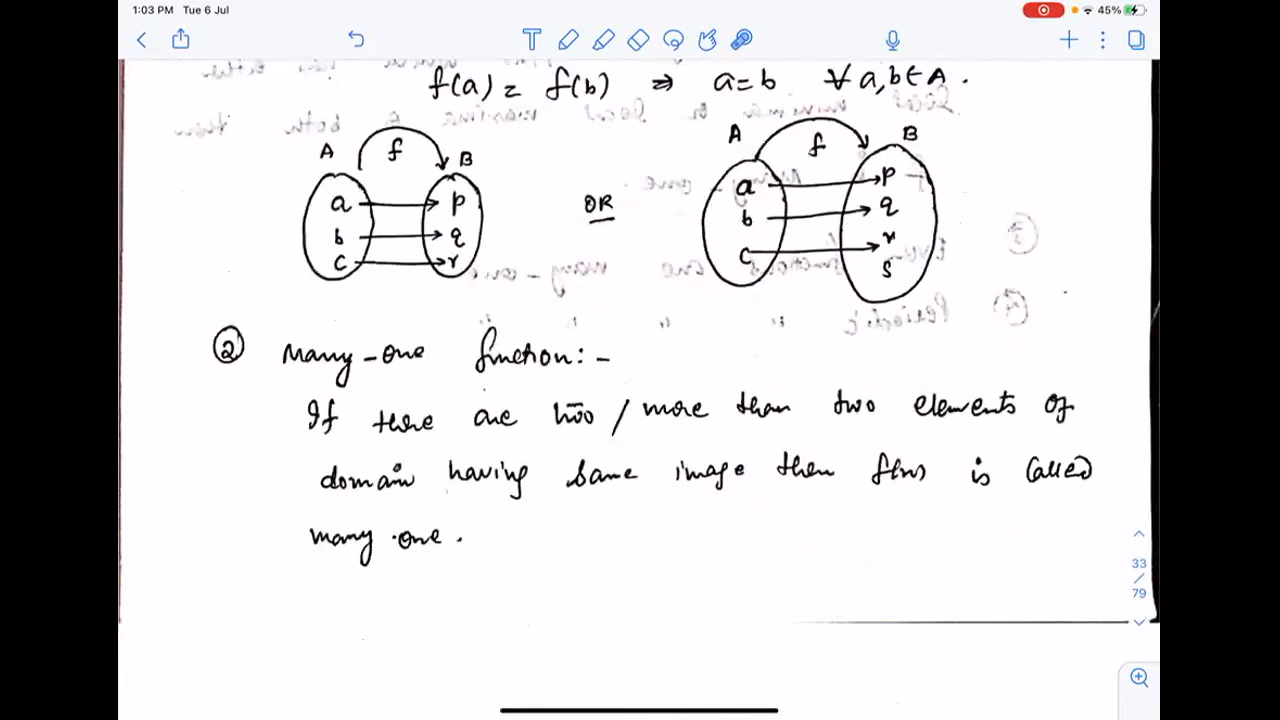 1:03 PM Tue 6 Jul
45%
T
f(a) = f(b) ⇒ a=b ∀ a,b ∈ A.
A f B
a p
b q
c r
OR
A f B
a p
b q
c r
s
② Many-one function:-
If there are two / more than two elements of
domain having same image then f(x) is called
many-one.
33
/
79